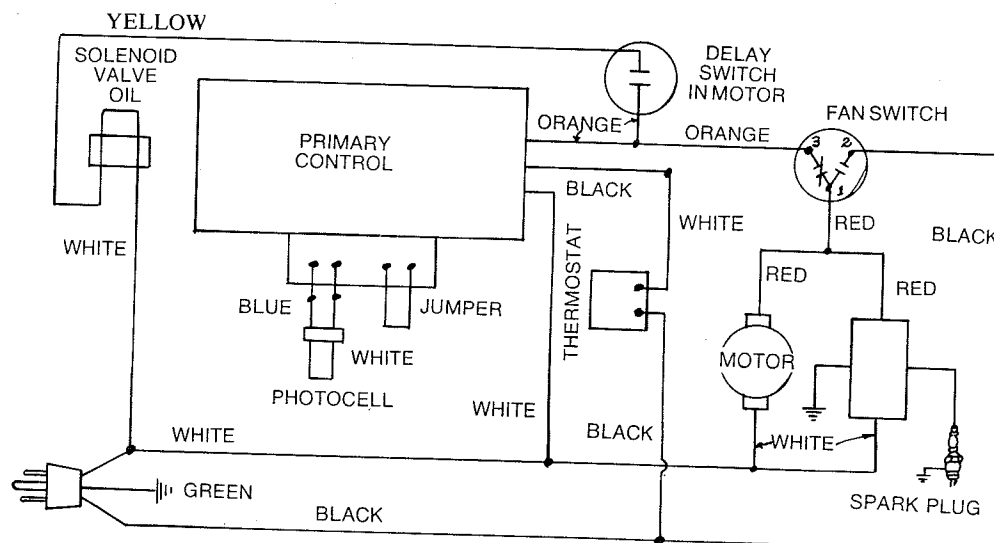 YELLOW
SOLENOID
VALVE
OIL
DELAY
SWITCH
IN MOTOR
FAN SWITCH
PRIMARY
CONTROL
ORANGE
ORANGE
3
2
1
BLACK
WHITE
RED
BLACK
WHITE
THERMOSTAT
RED
RED
BLUE
JUMPER
WHITE
PHOTOCELL
MOTOR
WHITE
BLACK
WHITE
WHITE
GREEN
SPARK PLUG
BLACK